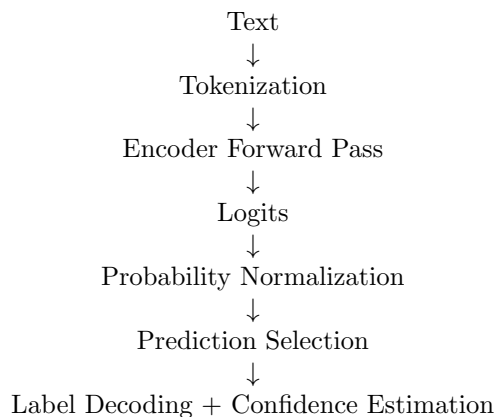 Text
↓
Tokenization
↓
Encoder Forward Pass
↓
Logits
↓
Probability Normalization
↓
Prediction Selection
↓
Label Decoding + Confidence Estimation